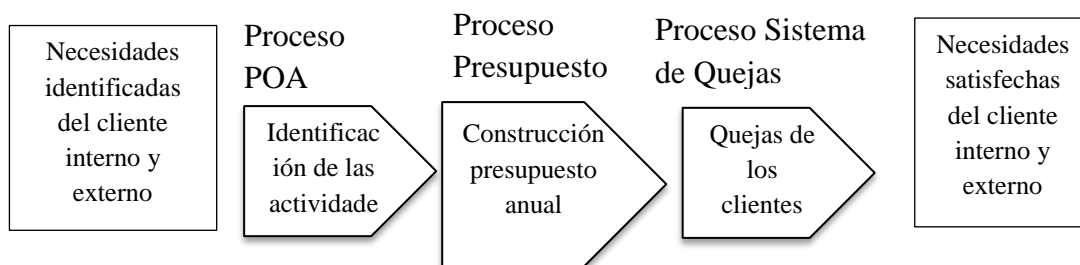 Necesidades
identificadas
del cliente
interno y
externo
Proceso
POA
Identificac
ión de las
actividade
Proceso
Presupuesto
Construcción
presupuesto
anual
Proceso Sistema
de Quejas
Quejas de
los
clientes
Necesidades
satisfechas
del cliente
interno y
externo